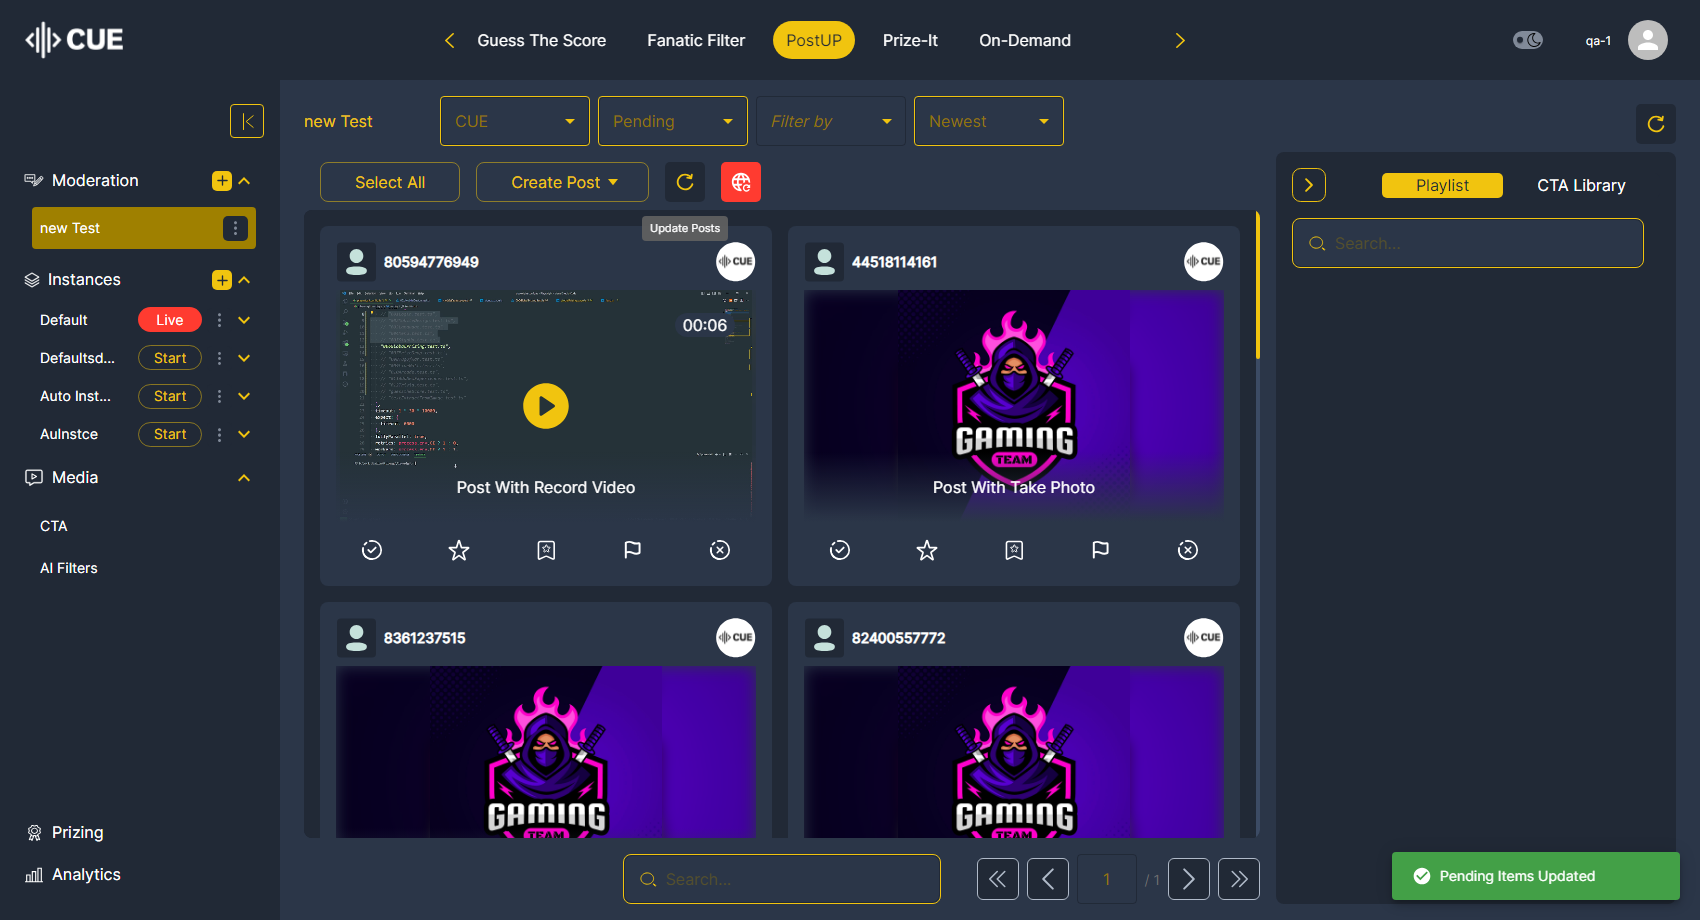 CUE
Guess The Score
Fanatic Filter
PostUP
Prize-It
On-Demand
qa-1
new Test
CUE
Pending
Filter by
Newest
Select All
Create Post
Update Posts
Moderation
new Test
Instances
Default
Live
Defaultsd...
Start
Auto Inst...
Start
AuInstce
Start
Media
CTA
AI Filters
Prizing
Analytics
80594776949
CUE
00:06
Post With Record Video
44518114161
CUE
GAMING
TEAM
Post With Take Photo
8361237515
CUE
GAMING
TEAM
82400557772
CUE
GAMING
TEAM
Search...
1
/ 1
Playlist
CTA Library
Search...
Pending Items Updated